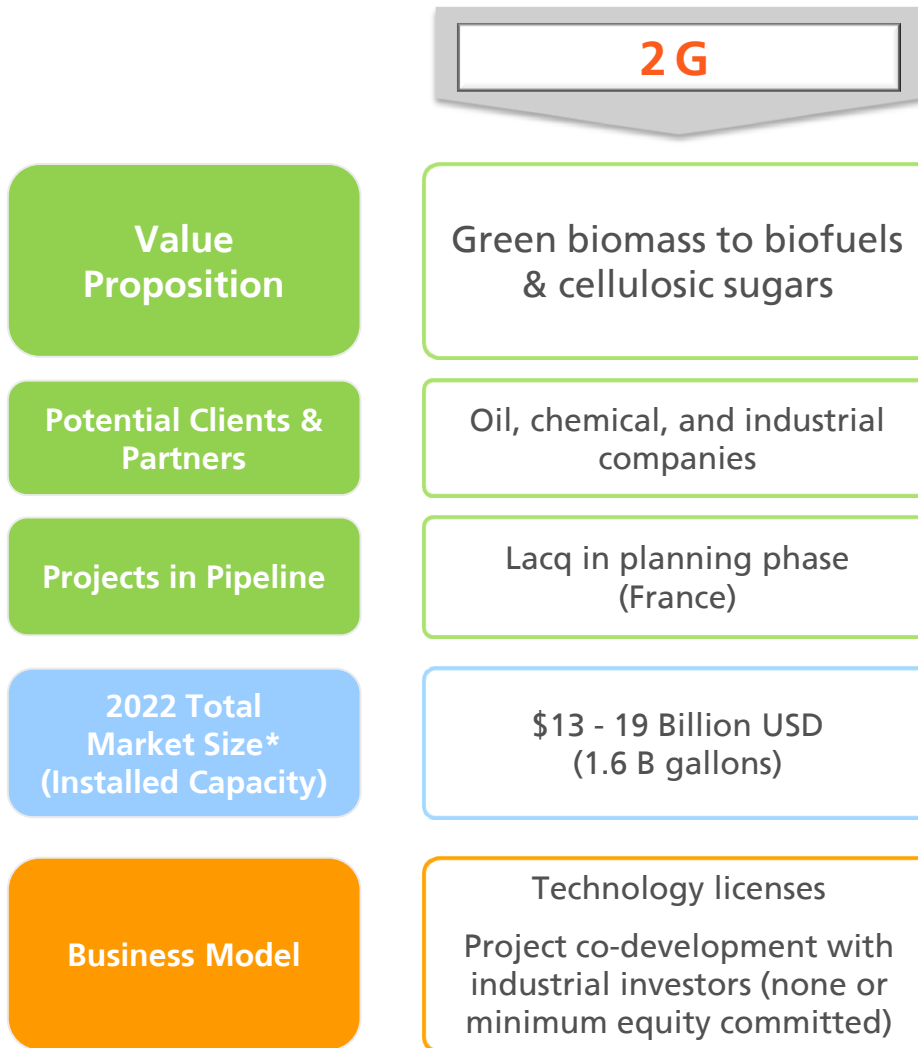 2 G
Value
Proposition
Green biomass to biofuels
& cellulosic sugars
Potential Clients &
Partners
Oil, chemical, and industrial
companies
Projects in Pipeline
Lacq in planning phase
(France)
2022 Total
Market Size*
(Installed Capacity)
$13 - 19 Billion USD
(1.6 B gallons)
Business Model
Technology licenses
Project co-development with
industrial investors (none or
minimum equity committed)